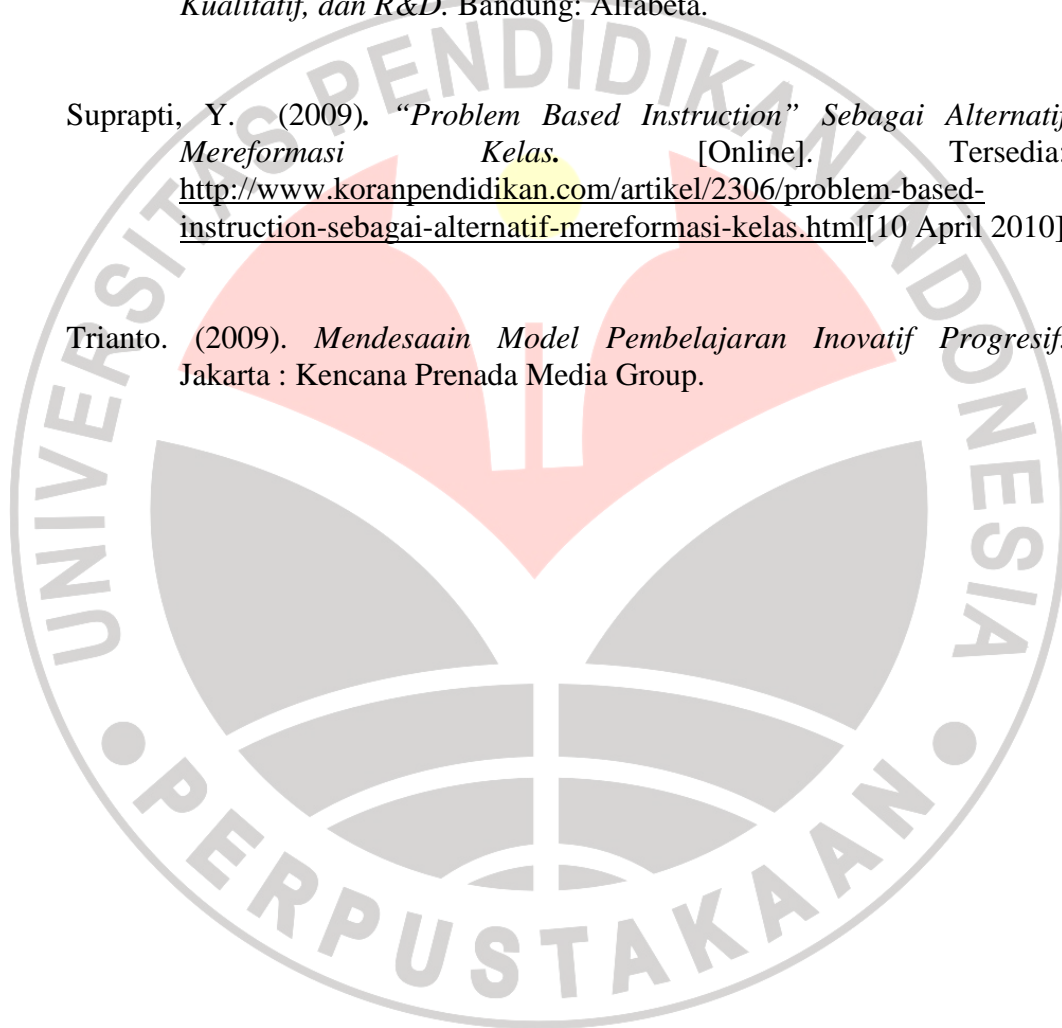 Kualitatif, dan R&D. Bandung: Alfabeta.
Suprapti, Y. (2009). “Problem Based Instruction” Sebagai Alternatif
Mereformasi Kelas. [Online]. Tersedia:
http://www.koranpendidikan.com/artikel/2306/problem-based-
instruction-sebagai-alternatif-mereformasi-kelas.html[10 April 2010]
Trianto. (2009). Mendesaain Model Pembelajaran Inovatif Progresif.
Jakarta : Kencana Prenada Media Group.
UNIVERSITAS PENDIDIKAN INDONESIA
PERPUSTAKAAN